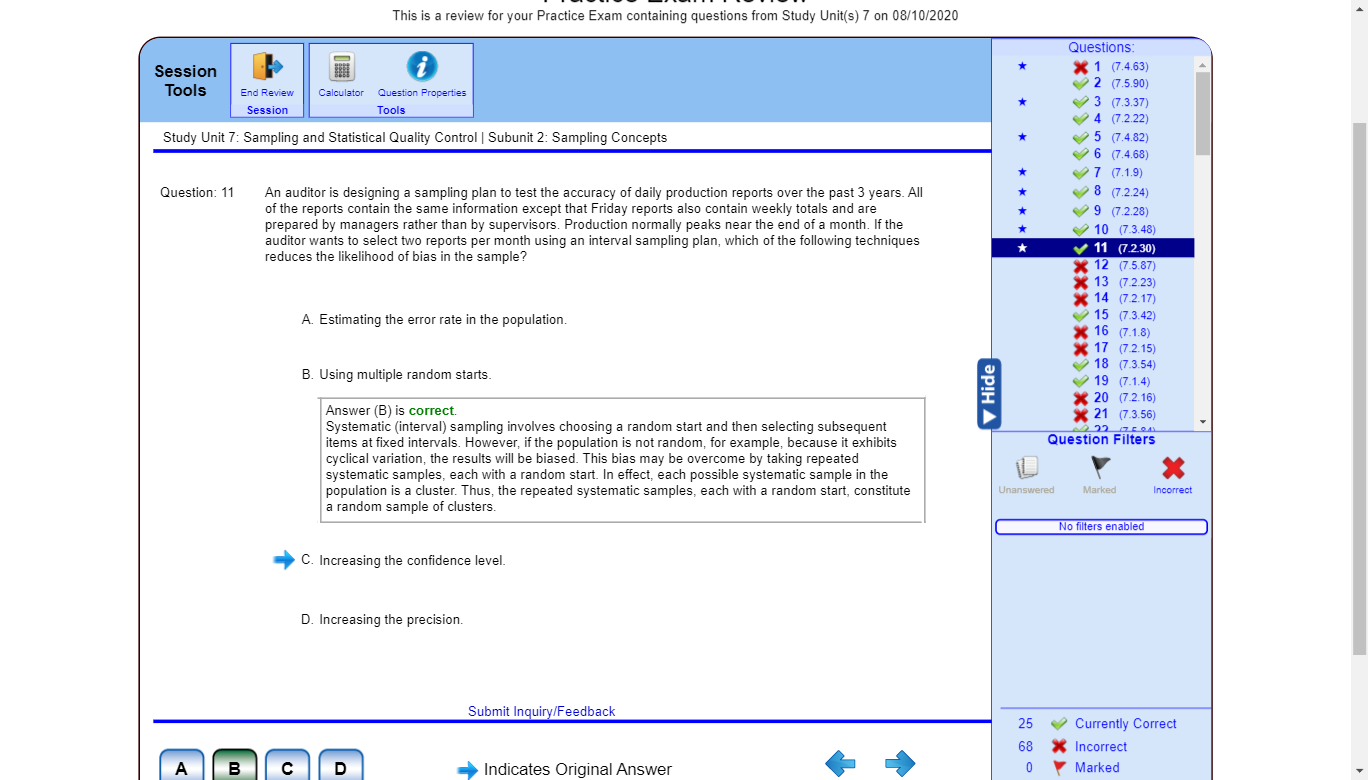 This is a review for your Practice Exam containing questions from Study Unit(s) 7 on 08/10/2020
Session
Tools
End Review
Session
Calculator
Question Properties
Tools
Study Unit 7: Sampling and Statistical Quality Control | Subunit 2: Sampling Concepts
Question: 11
An auditor is designing a sampling plan to test the accuracy of daily production reports over the past 3 years. All
of the reports contain the same information except that Friday reports also contain weekly totals and are
prepared by managers rather than by supervisors. Production normally peaks near the end of a month. If the
auditor wants to select two reports per month using an interval sampling plan, which of the following techniques
reduces the likelihood of bias in the sample?
A. Estimating the error rate in the population.
B. Using multiple random starts.
Answer (B) is correct.
Systematic (interval) sampling involves choosing a random start and then selecting subsequent
items at fixed intervals. However, if the population is not random, for example, because it exhibits
cyclical variation, the results will be biased. This bias may be overcome by taking repeated
systematic samples, each with a random start. In effect, each possible systematic sample in the
population is a cluster. Thus, the repeated systematic samples, each with a random start, constitute
a random sample of clusters.
C. Increasing the confidence level.
D. Increasing the precision.
Submit Inquiry/Feedback
A
B
C
D
Indicates Original Answer
Hide
Questions:
1 (7.4.63)
2 (7.5.90)
3 (7.3.37)
4 (7.2.22)
5 (7.4.82)
6 (7.4.68)
7 (7.1.9)
8 (7.2.24)
9 (7.2.28)
10 (7.3.48)
11 (7.2.30)
12 (7.5.87)
13 (7.2.23)
14 (7.2.17)
15 (7.3.42)
16 (7.1.8)
17 (7.2.15)
18 (7.3.54)
19 (7.1.4)
20 (7.2.16)
21 (7.3.56)
Question Filters
Unanswered
Marked
Incorrect
No filters enabled
25 Currently Correct
68 Incorrect
0 Marked